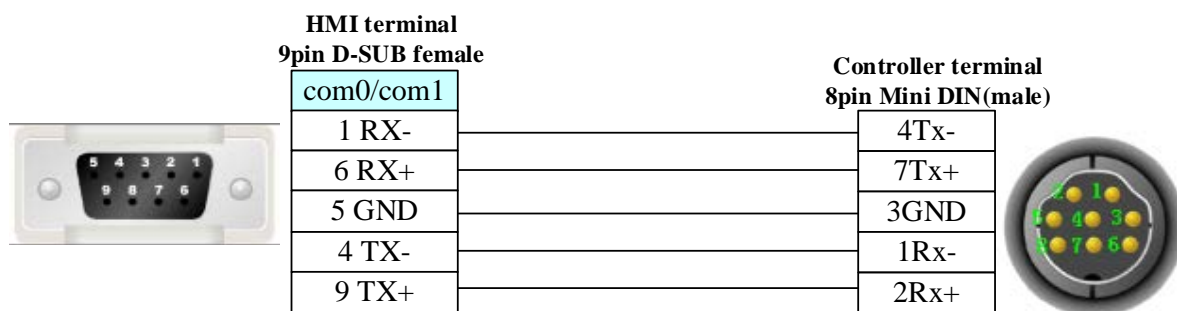 HMI terminal
9pin D-SUB female
com0/com1
1 RX-
6 RX+
5 GND
4 TX-
9 TX+
Controller terminal
8pin Mini DIN(male)
4Tx-
7Tx+
3GND
1Rx-
2Rx+
5 4 3 2 1
9 8 7 6
2 1
5 4 3
8 7 6